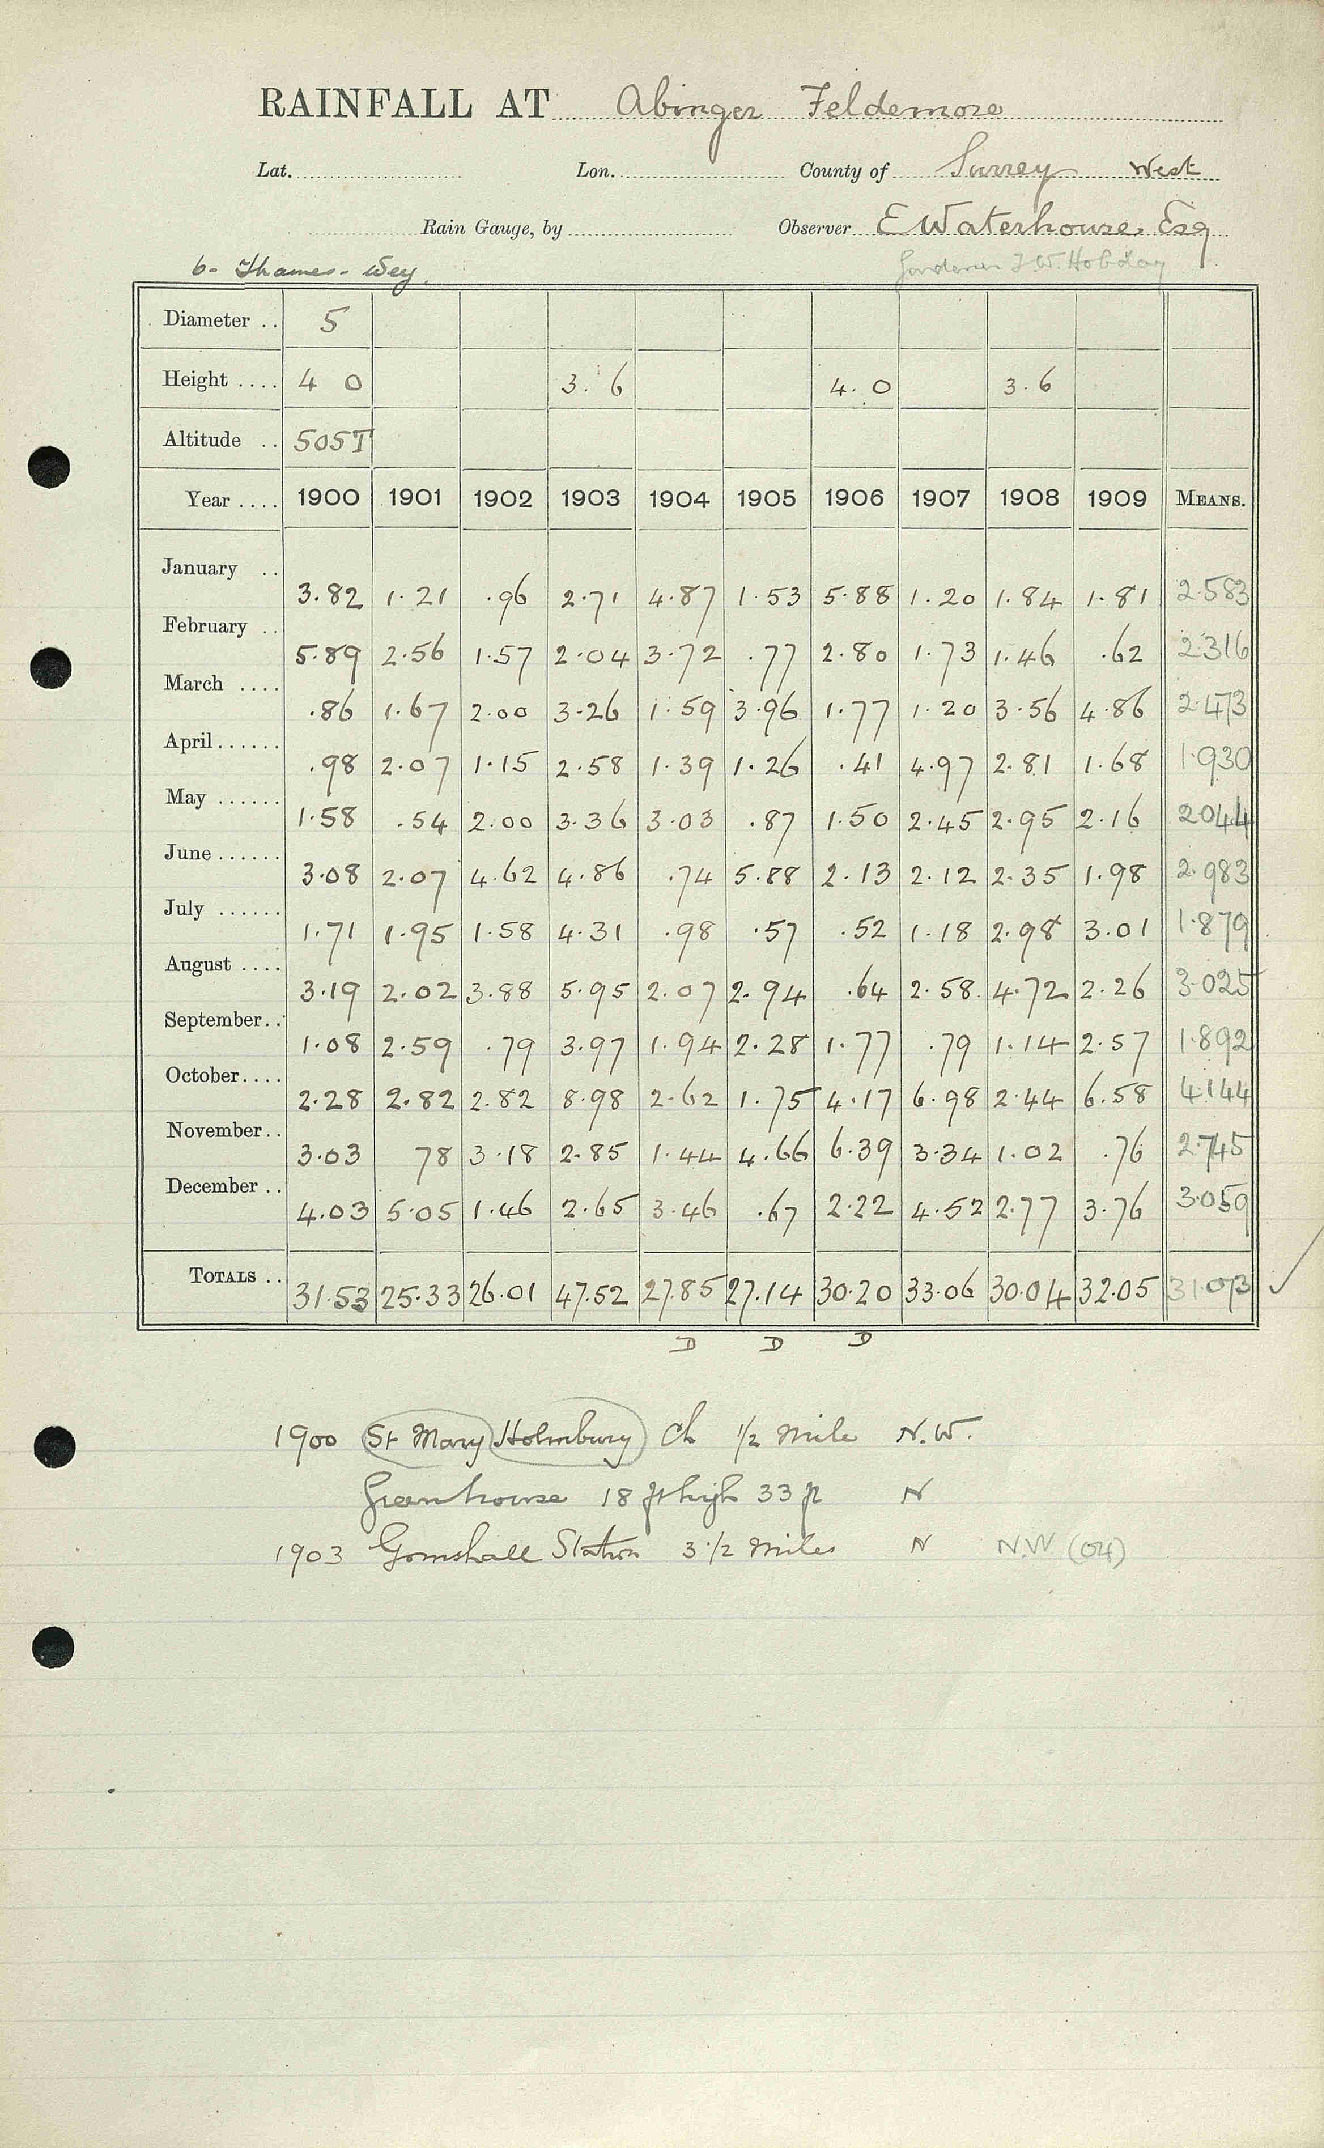 RAINFALL AT Abinger Feldemore
Lat. Lon. County of Surrey West
Rain Gauge, by Observer E Waterhouse, Esq
6- Thames - Wey. Gardener J.W. Hobday
Diameter .. 5
Height .... 4 0 3. 6 4. 0 3. 6
Altitude .. 505T
Year .... 1900 1901 1902 1903 1904 1905 1906 1907 1908 1909 MEANS.
January .. 3.82 1.21 .96 2.71 4.87 1.53 5.88 1.20 1.84 1.81 2.583
February .. 5.89 2.56 1.57 2.04 3.72 .77 2.80 1.73 1.46 .62 2.316
March .... .86 1.67 2.00 3.26 1.59 3.96 1.77 1.20 3.56 4.86 2.473
April...... .98 2.07 1.15 2.58 1.39 1.26 .41 4.97 2.81 1.68 1.930
May ...... 1.58 .54 2.00 3.36 3.03 .87 1.50 2.45 2.95 2.16 2044
June...... 3.08 2.07 4.62 4.86 .74 5.88 2.13 2.12 2.35 1.98 2.983
July ...... 1.71 1.95 1.58 4.31 .98 .57 .52 1.18 2.98 3.01 1.879
August .... 3.19 2.02 3.88 5.95 2.07 2.94 .64 2.58. 4.72 2.26 3.025
September.. 1.08 2.59 .79 3.97 1.94 2.28 1.77 .79 1.14 2.57 1.892
October.... 2.28 2.82 2.82 8.98 2.62 1.75 4.17 6.98 2.44 6.58 4.144
November.. 3.03 78 3.18 2.85 1.44 4.66 6.39 3.34 1.02 .76 2.745
December .. 4.03 5.05 1.46 2.65 3.46 .67 2.22 4.52 2.77 3.76 3.059
TOTALS .. 31.53 25.33 26.01 47.52 27.85 27.14 30.20 33.06 30.04 32.05 31.073
D D D
1900 St Mary Holmbury Ch 1/2 mile N.W.
Greenhouse 18 ft high 33 ft N
1903 Gomshall Station 3 1/2 miles N N.W (04)